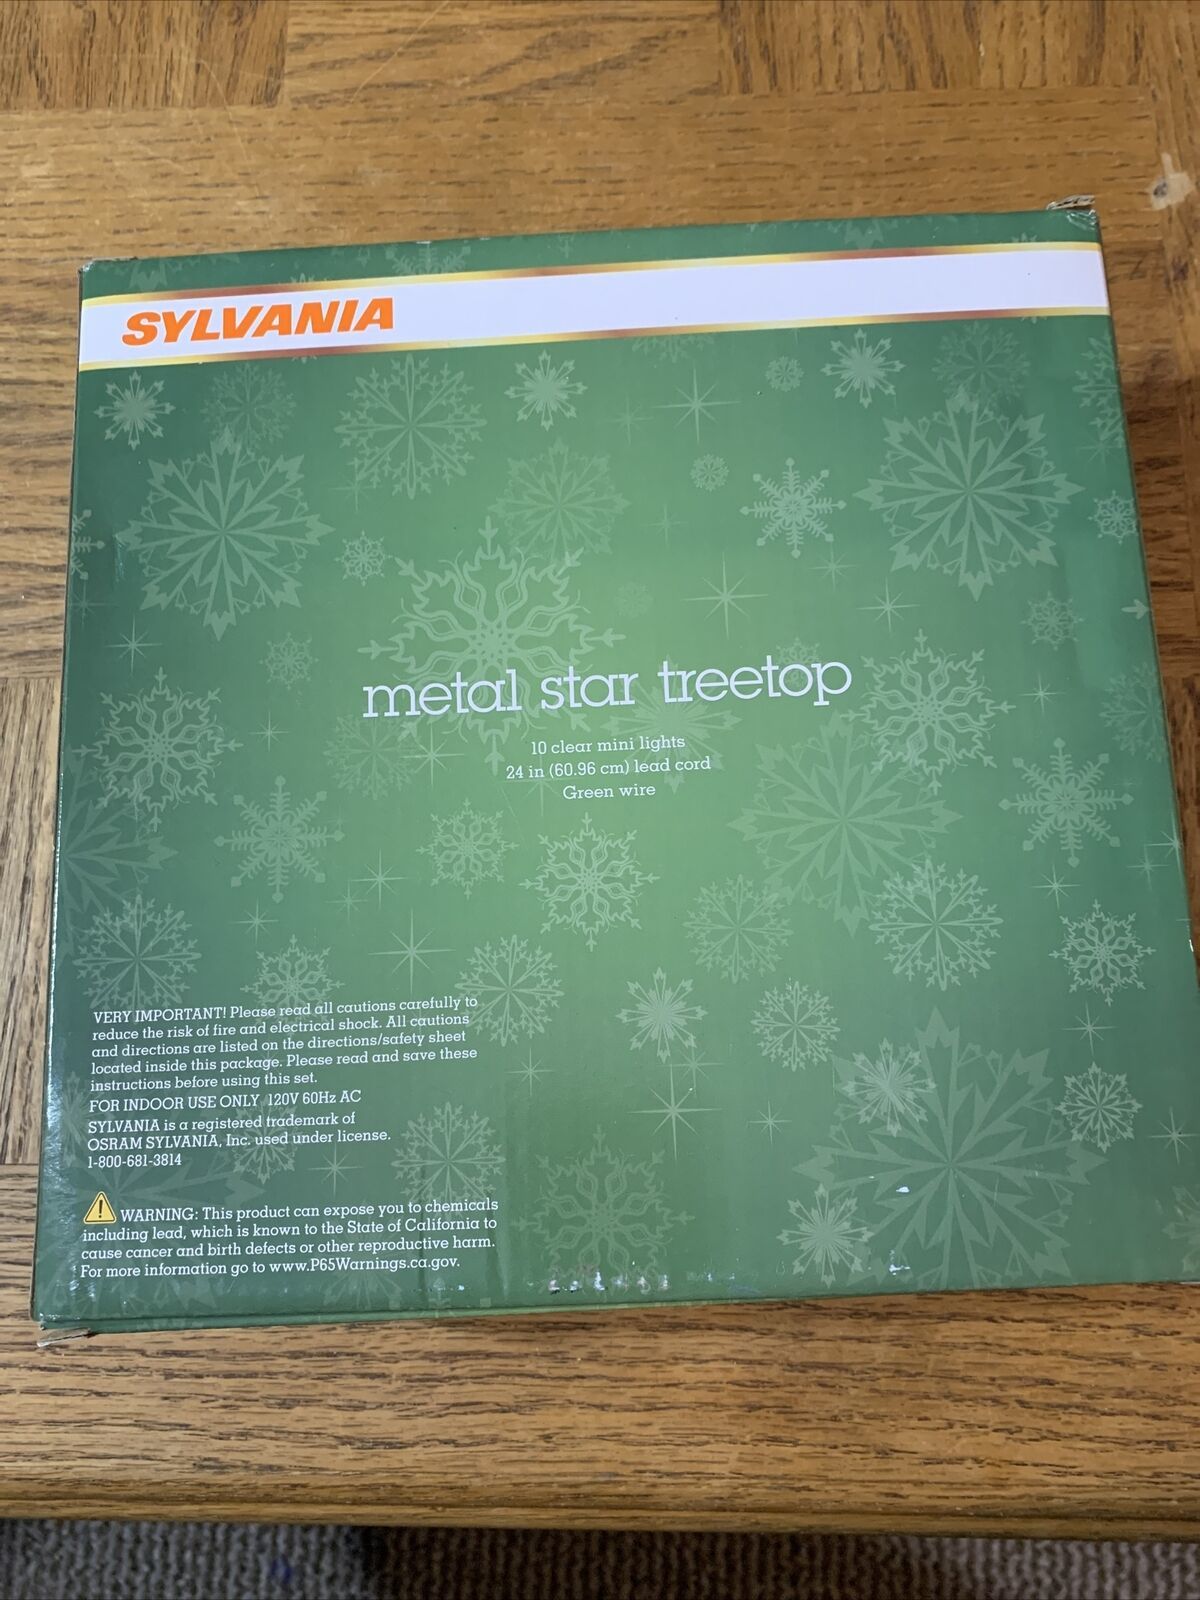 SYLVANIA
metal star treetop
10 clear mini lights
24 in (60.96 cm) lead cord
Green wire
VERY IMPORTANT! Please read all cautions carefully to
reduce the risk of fire and electrical shock. All cautions
and directions are listed on the directions/safety sheet
located inside this package. Please read and save these
instructions before using this set.
FOR INDOOR USE ONLY 120V 60Hz AC
SYLVANIA is a registered trademark of
OSRAM SYLVANIA, Inc. used under license.
1-800-681-3814
WARNING: This product can expose you to chemicals
including lead, which is known to the State of California to
cause cancer and birth defects or other reproductive harm.
For more information go to www.P65Warnings.ca.gov.